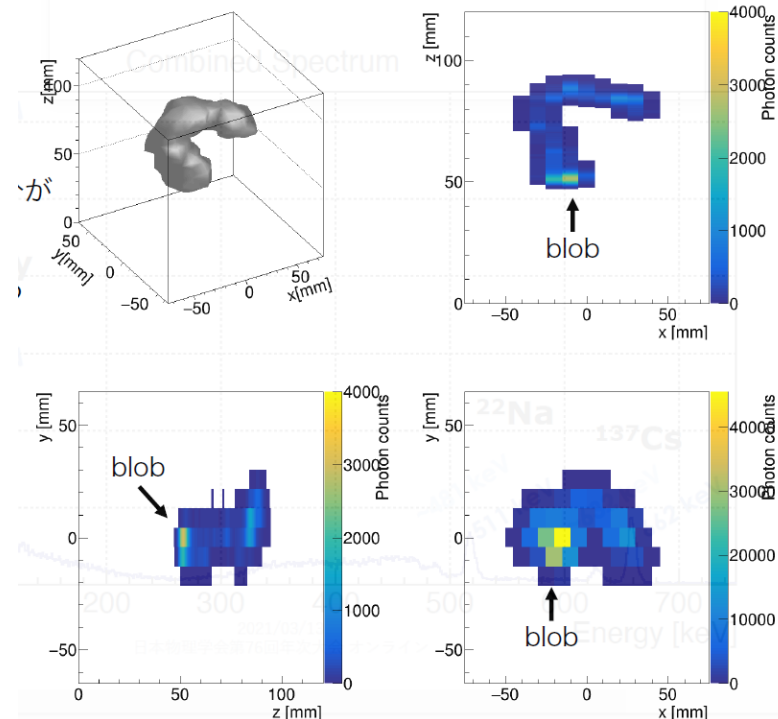 Combined Spectrum
z[mm]
100
50
0
50
0
−50
y[mm]
−50
0
50
x[mm]
が
z [mm]
100
50
0
−50
0
50
x [mm]
blob
4000
3000
2000
1000
0
Photon counts
y [mm]
50
0
−50
0
50
100
z [mm]
blob
4000
3000
2000
1000
0
Photon counts
y [mm]
50
0
−50
−50
0
50
x [mm]
blob
40000
30000
20000
10000
0
Photon counts
²²Na
¹³⁷Cs
511 keV
200
300
400
500
600
700
Energy [keV]